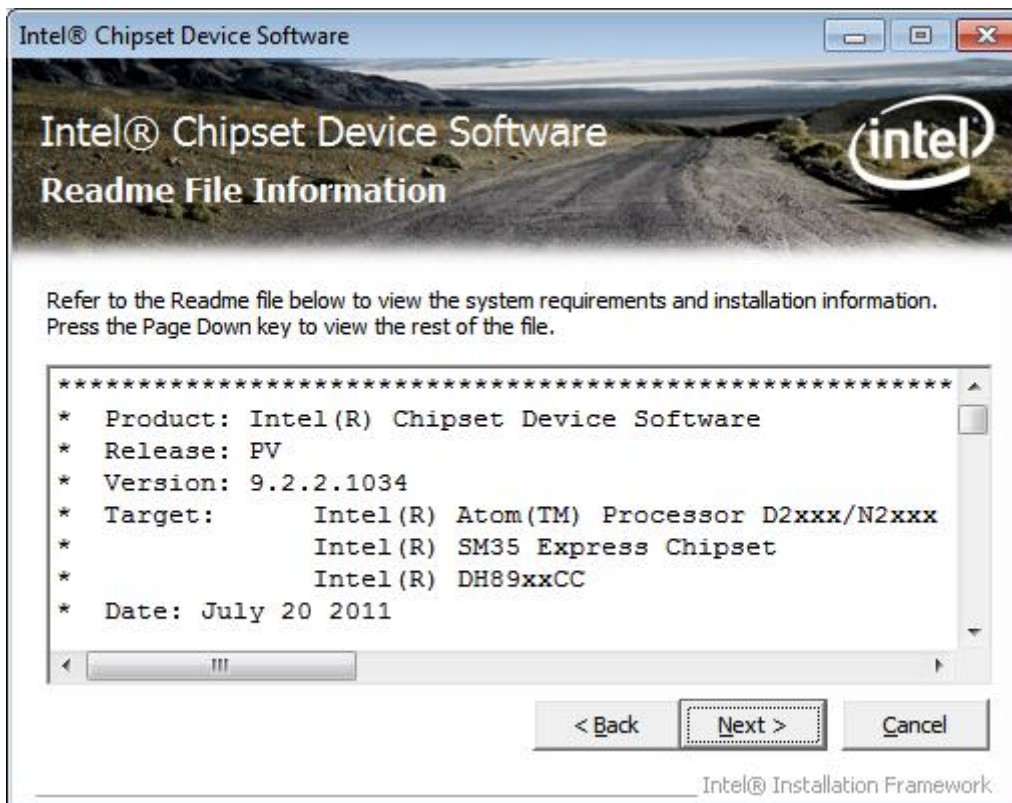 Intel® Chipset Device Software
Intel® Chipset Device Software
intel
Readme File Information
Refer to the Readme file below to view the system requirements and installation information.
Press the Page Down key to view the rest of the file.
********************************************************
* Product: Intel(R) Chipset Device Software
* Release: PV
* Version: 9.2.2.1034
* Target: Intel(R) Atom(TM) Processor D2xxx/N2xxx
* Intel(R) SM35 Express Chipset
* Intel(R) DH89xxCC
* Date: July 20 2011
< Back Next > Cancel
Intel® Installation Framework